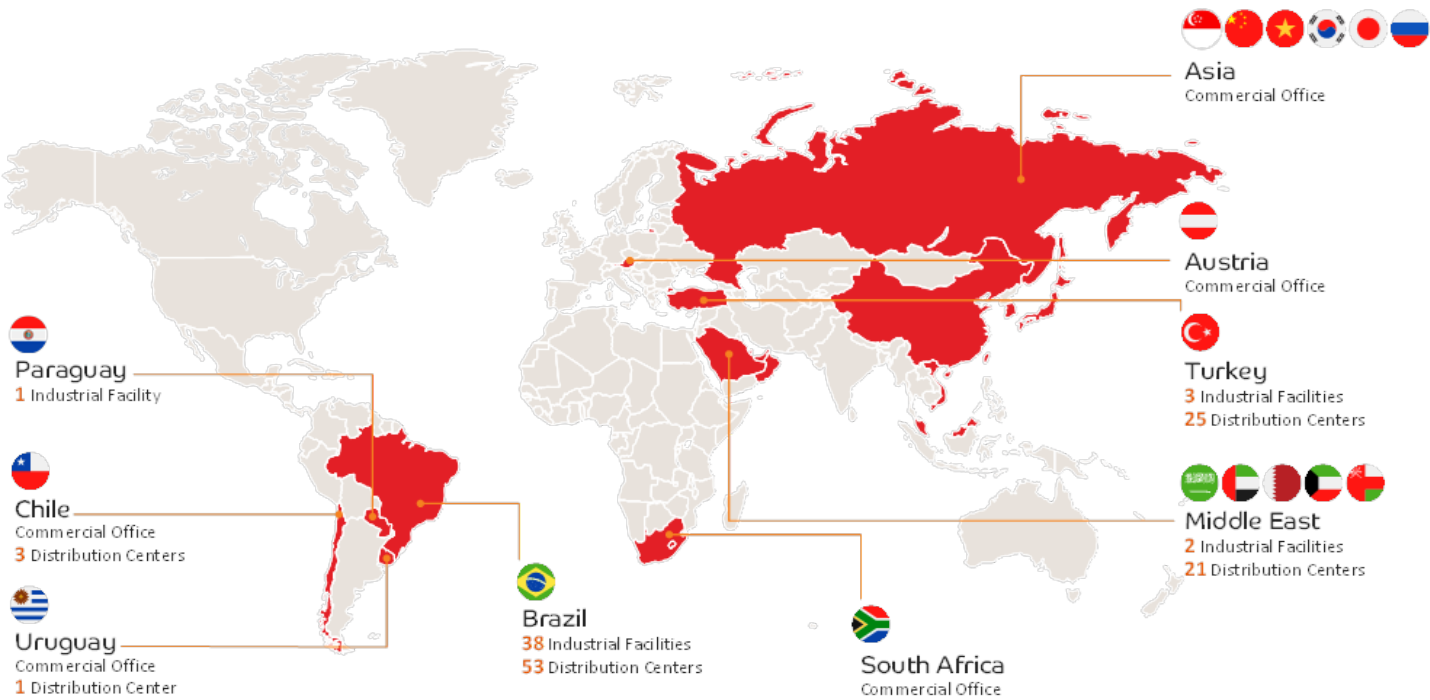 Asia
Commercial Office
Austria
Commercial Office
Paraguay
1 Industrial Facility
Turkey
3 Industrial Facilities
25 Distribution Centers
Chile
Commercial Office
3 Distribution Centers
Middle East
2 Industrial Facilities
21 Distribution Centers
Uruguay
Commercial Office
1 Distribution Center
Brazil
38 Industrial Facilities
53 Distribution Centers
South Africa
Commercial Office